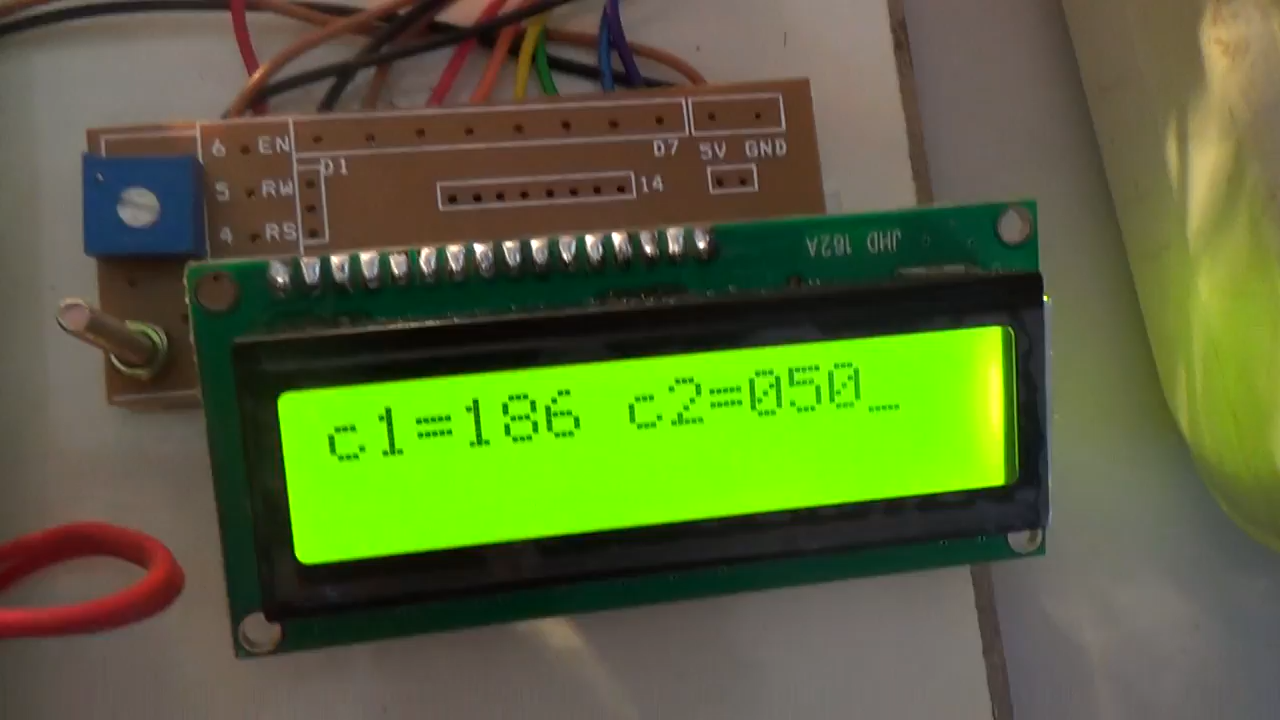 6 EN
D7 5V GND
D1
5 RW
14
4 RS
JHD 162A
c1=186 c2=050_